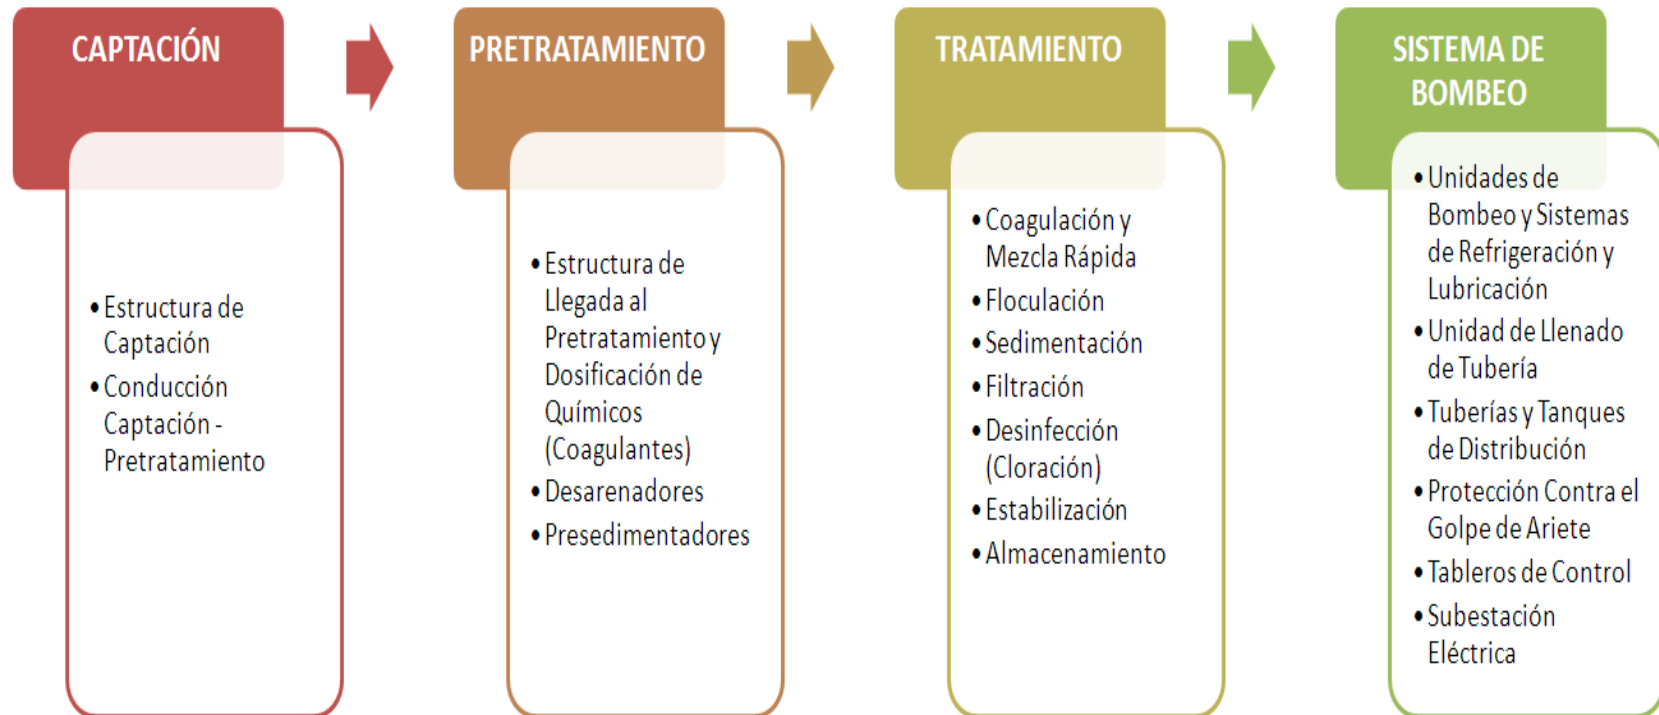 CAPTACIÓN
• Estructura de
Captación
• Conducción
Captación -
Pretratamiento
PRETRATAMIENTO
• Estructura de
Llegada al
Pretratamiento y
Dosificación de
Químicos
(Coagulantes)
• Desarenadores
• Presedimentadores
TRATAMIENTO
• Coagulación y
Mezcla Rápida
• Floculación
• Sedimentación
• Filtración
• Desinfección
(Cloración)
• Estabilización
• Almacenamiento
SISTEMA DE
BOMBEO
• Unidades de
Bombeo y Sistemas
de Refrigeración y
Lubricación
• Unidad de Llenado
de Tubería
• Tuberías y Tanques
de Distribución
• Protección Contra el
Golpe de Ariete
• Tableros de Control
• Subestación
Eléctrica